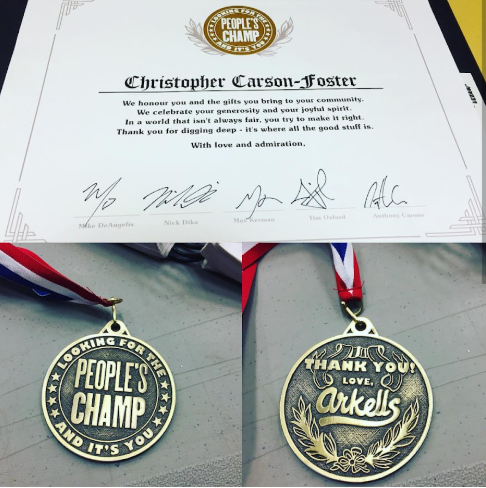 LOOKING FOR THE
PEOPLE'S
CHAMP
AND IT'S YOU
Christopher Carson-Foster
We honour you and the gifts you bring to your community.
We celebrate your generosity and your joyful spirit.
In a world that isn't always fair, you try to make it right.
Thank you for digging deep - it's where all the good stuff is.
With love and admiration,
Mike DeAngelis
Nick Dika
Max Kerman
Tim Oxford
Anthony Carone
LOOKING FOR THE
PEOPLE'S
CHAMP
AND IT'S YOU
THANK YOU!
LOVE,
arkells